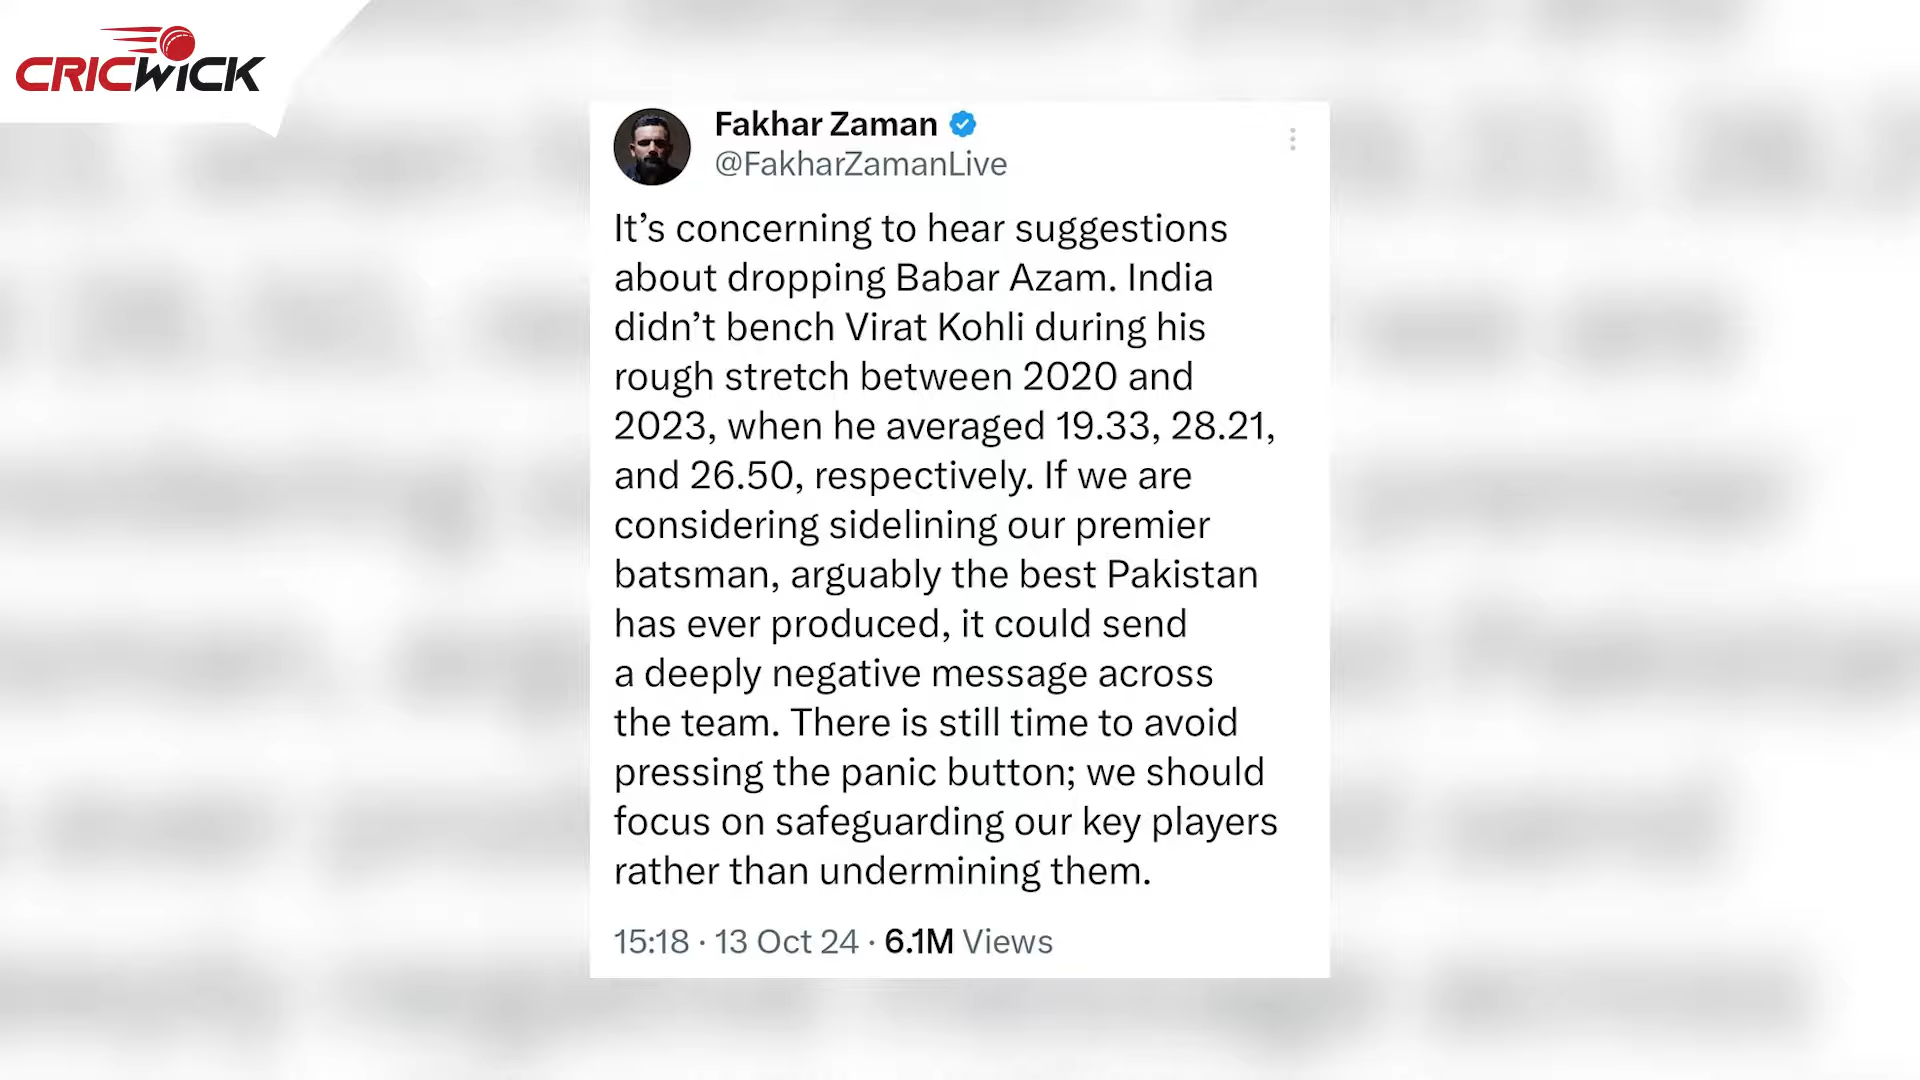 CRICWICK
Fakhar Zaman
@FakharZamanLive
It’s concerning to hear suggestions
about dropping Babar Azam. India
didn’t bench Virat Kohli during his
rough stretch between 2020 and
2023, when he averaged 19.33, 28.21,
and 26.50, respectively. If we are
considering sidelining our premier
batsman, arguably the best Pakistan
has ever produced, it could send
a deeply negative message across
the team. There is still time to avoid
pressing the panic button; we should
focus on safeguarding our key players
rather than undermining them.
15:18 · 13 Oct 24 · 6.1M Views